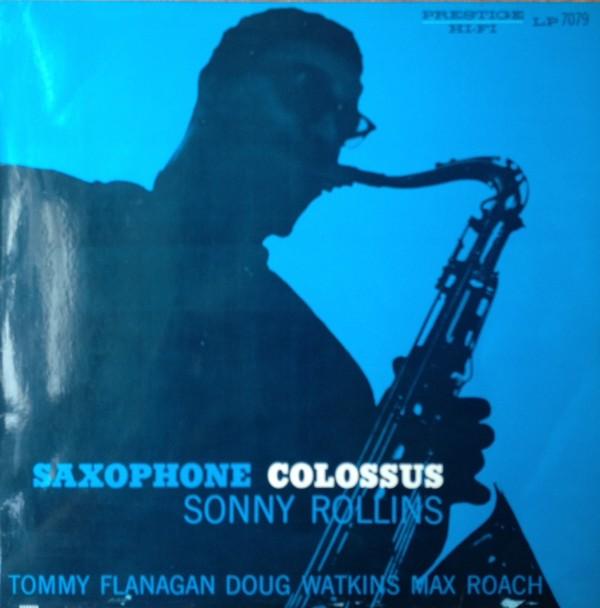 PRESTIGE LP 7079
HI-FI
SAXOPHONE COLOSSUS
SONNY ROLLINS
TOMMY FLANAGAN DOUG WATKINS MAX ROACH